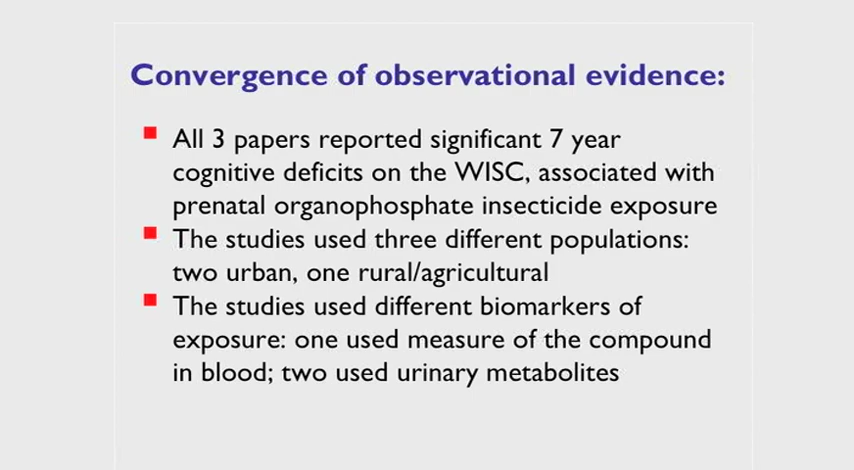 Convergence of observational evidence:
All 3 papers reported significant 7 year
cognitive deficits on the WISC, associated with
prenatal organophosphate insecticide exposure
The studies used three different populations:
two urban, one rural/agricultural
The studies used different biomarkers of
exposure: one used measure of the compound
in blood; two used urinary metabolites